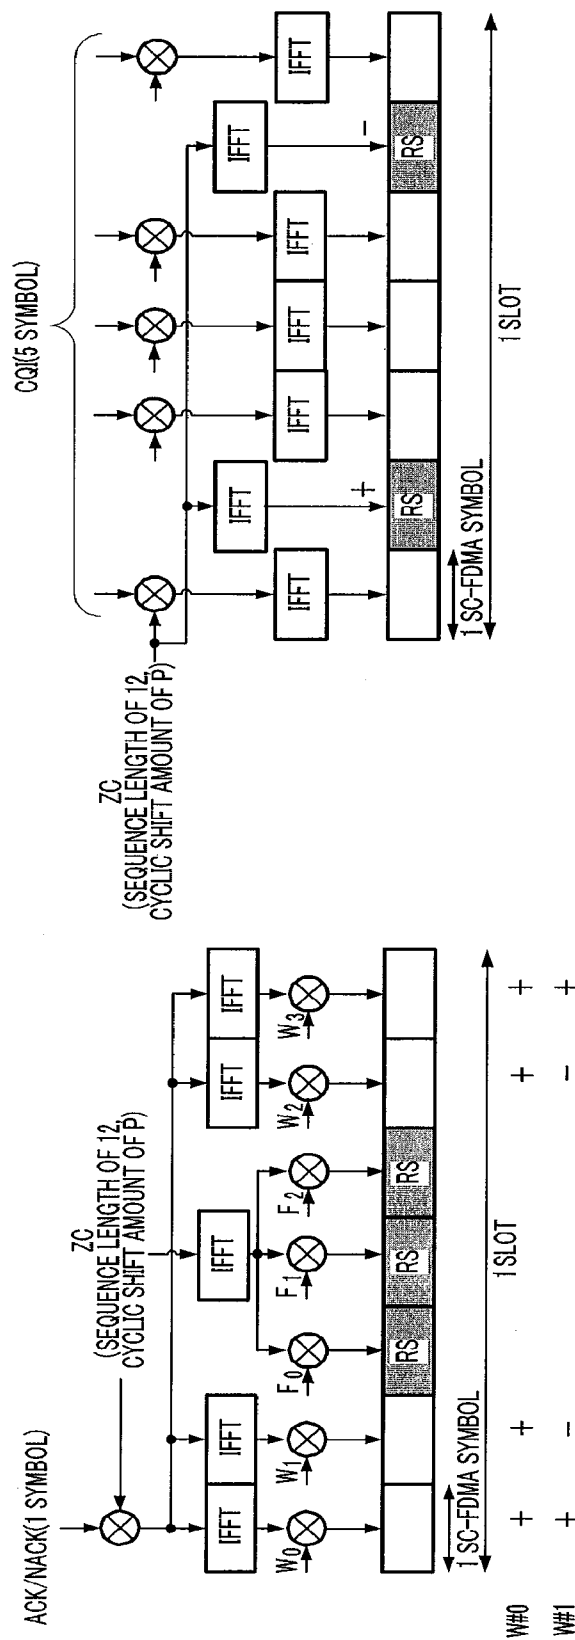 ACK/NACK(1 SYMBOL)
ZC
(SEQUENCE LENGTH OF 12,
CYCLIC SHIFT AMOUNT OF P)
IFFT IFFT IFFT IFFT IFFT
W0 W1 F0 F1 F2 W2 W3
RS RS RS
1 SC-FDMA SYMBOL
1SLOT
W#0 + + + +
W#1 + - - +
CQI(5 SYMBOL)
ZC
(SEQUENCE LENGTH OF 12,
CYCLIC SHIFT AMOUNT OF P)
IFFT IFFT
IFFT IFFT IFFT IFFT IFFT
+ -
RS RS
1 SC-FDMA SYMBOL
1 SLOT